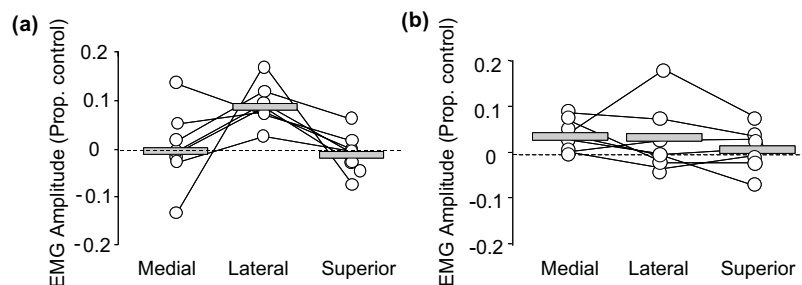 (a)
EMG Amplitude (Prop. control)
0.2
0.1
0
-0.1
-0.2
Medial Lateral Superior
(b)
EMG Amplitude (Prop. control)
0.2
0.1
0
-0.1
-0.2
Medial Lateral Superior